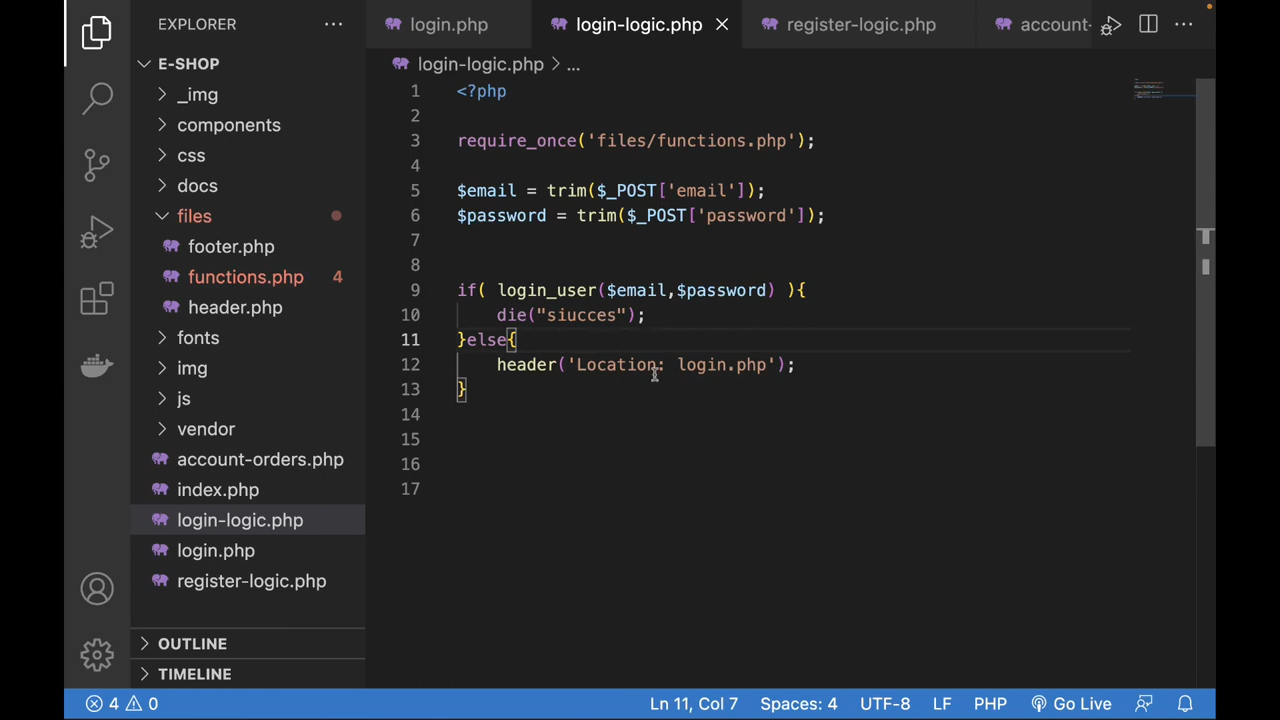 EXPLORER
E-SHOP
_img
components
css
docs
files
footer.php
functions.php 4
header.php
fonts
img
js
vendor
account-orders.php
index.php
login-logic.php
login.php
register-logic.php
OUTLINE
TIMELINE
login.php login-logic.php register-logic.php account-
login-logic.php > ...
1 <?php
2
3 require_once('files/functions.php');
4
5 $email = trim($_POST['email']);
6 $password = trim($_POST['password']);
7
8
9 if( login_user($email,$password) ){
10 die("siucces");
11 }else{
12 header('Location: login.php');
13 }
14
15
16
17
4 0 Ln 11, Col 7 Spaces: 4 UTF-8 LF PHP Go Live